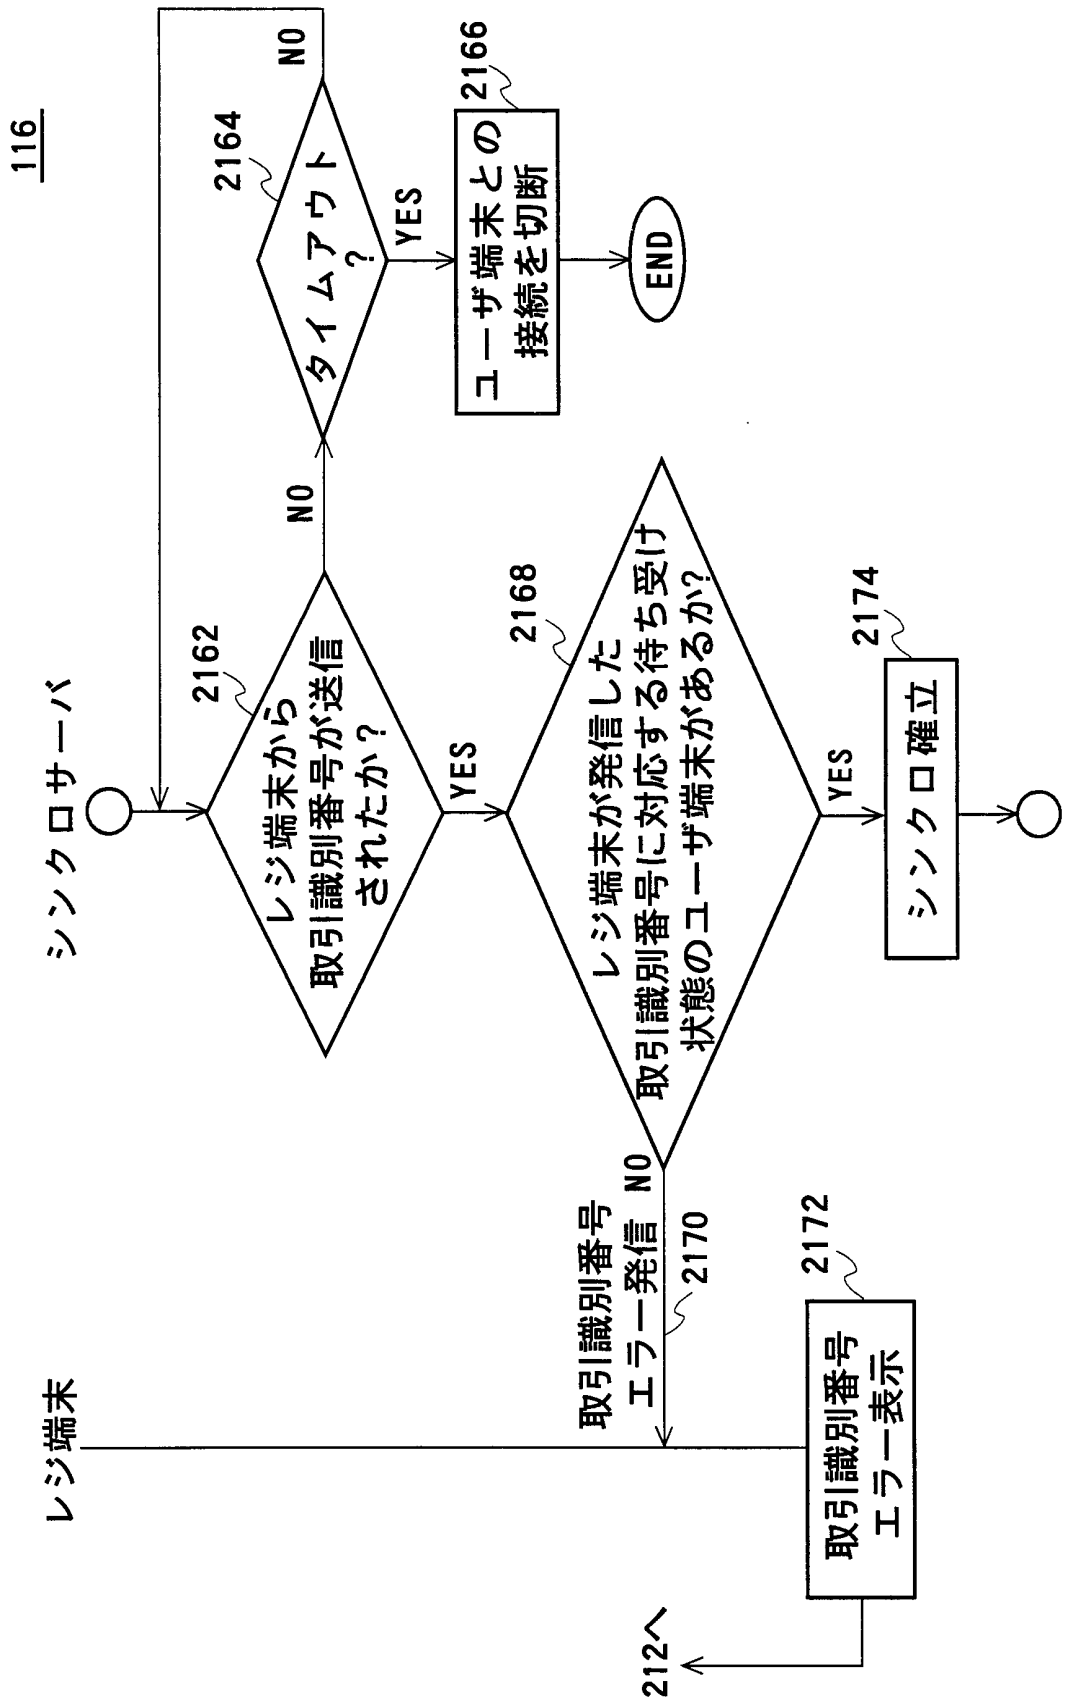 116
レジ端末
シンクロサーバ
2162
レジ端末から
取引識別番号が送信
されたか?
NO
YES
2164
タイムアウト
?
NO
YES
2166
ユーザ端末との
接続を切断
END
2168
レジ端末が発信した
取引識別番号に対応する待ち受け
状態のユーザ端末があるか?
NO
YES
取引識別番号
エラー発信
2170
2172
取引識別番号
エラー表示
212へ
2174
シンクロ確立